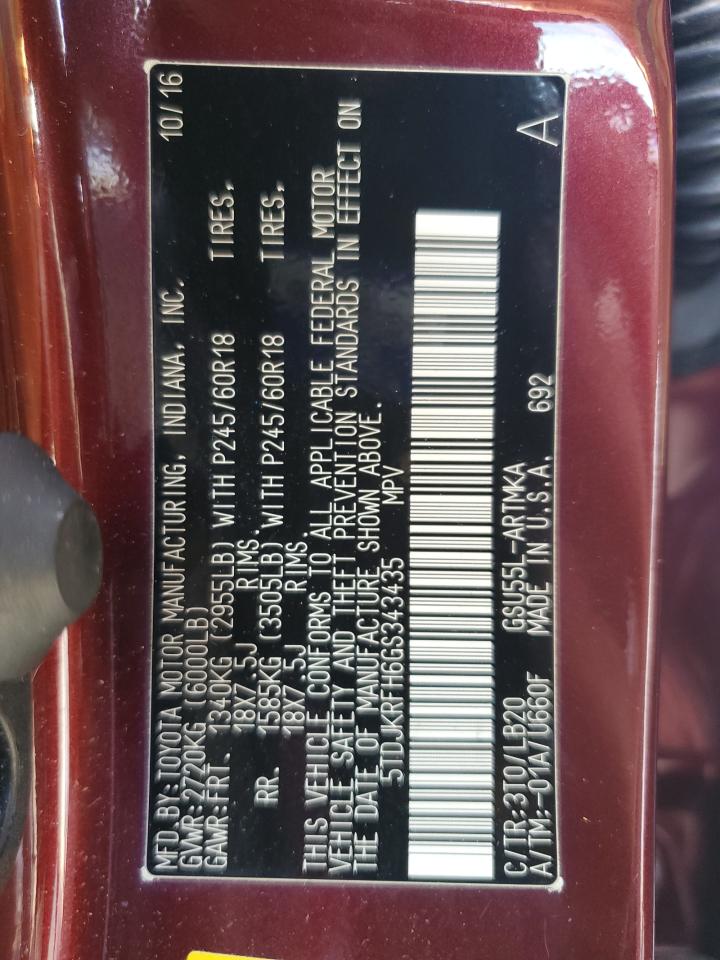 MFD.BY:TOYOTA MOTOR MANUFACTURING, INDIANA, INC. 10/16
GVWR:2720KG (6000LB)
GAWR:FRT. 1340KG (2955LB) WITH P245/60R18 TIRES,
18X7.5J RIMS.
RR. 1585KG (3505LB) WITH P245/60R18 TIRES,
18X7.5J RIMS.
THIS VEHICLE CONFORMS TO ALL APPLICABLE FEDERAL MOTOR
VEHICLE SAFETY AND THEFT PREVENTION STANDARDS IN EFFECT ON
THE DATE OF MANUFACTURE SHOWN ABOVE.
5TDJKRFH6GS343435 MPV
C/TR:3T0/LB20 GSU55L-ARTMKA A
A/TM:-01A/U660F MADE IN U.S.A. 692